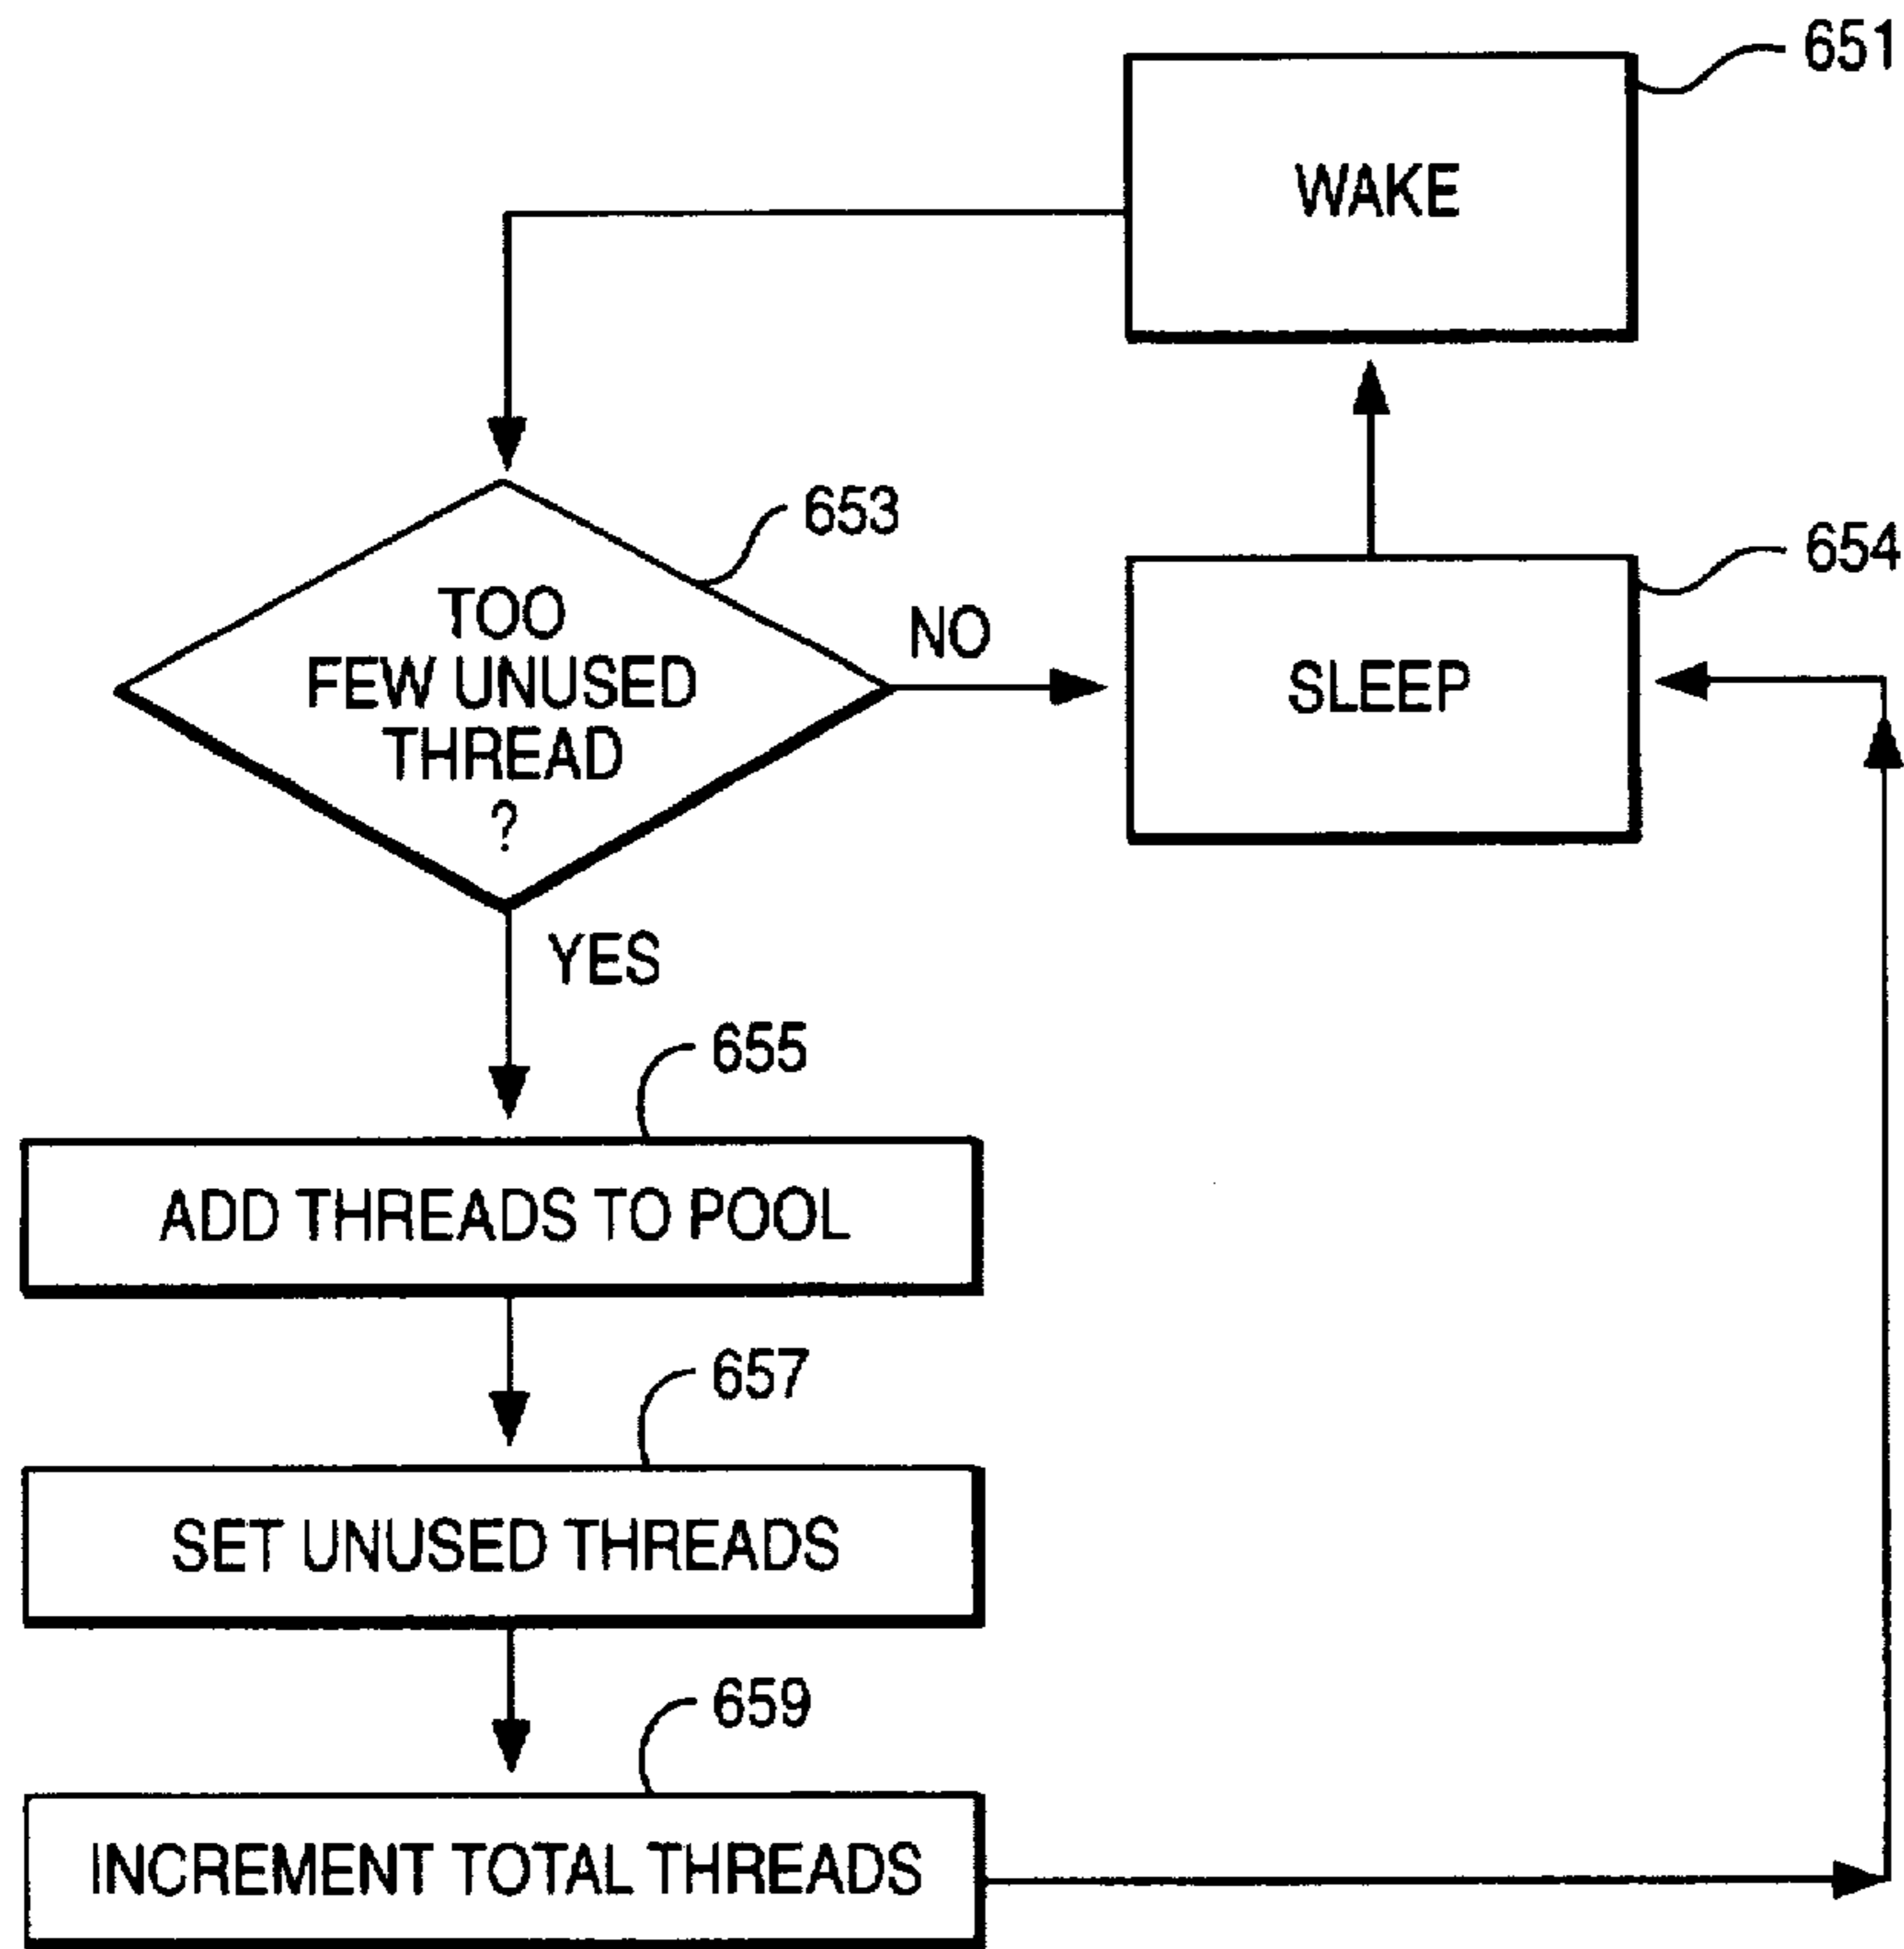 651
WAKE
653
654
TOO
FEW UNUSED
THREAD
?
NO
SLEEP
YES
655
ADD THREADS TO POOL
657
SET UNUSED THREADS
659
INCREMENT TOTAL THREADS